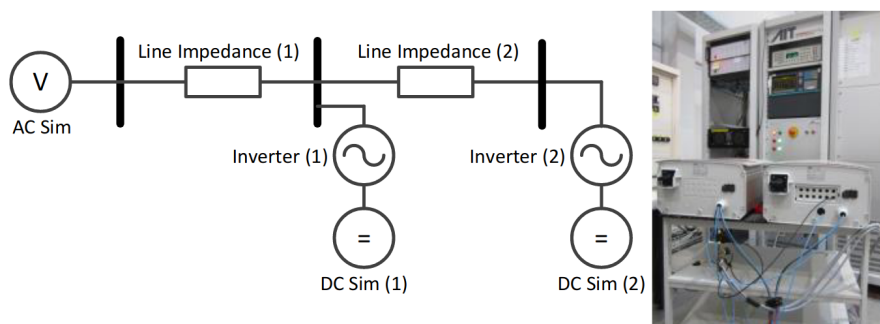 Line Impedance (1)
Line Impedance (2)
V
AC Sim
Inverter (1)
Inverter (2)
=
=
DC Sim (1)
DC Sim (2)
AIT